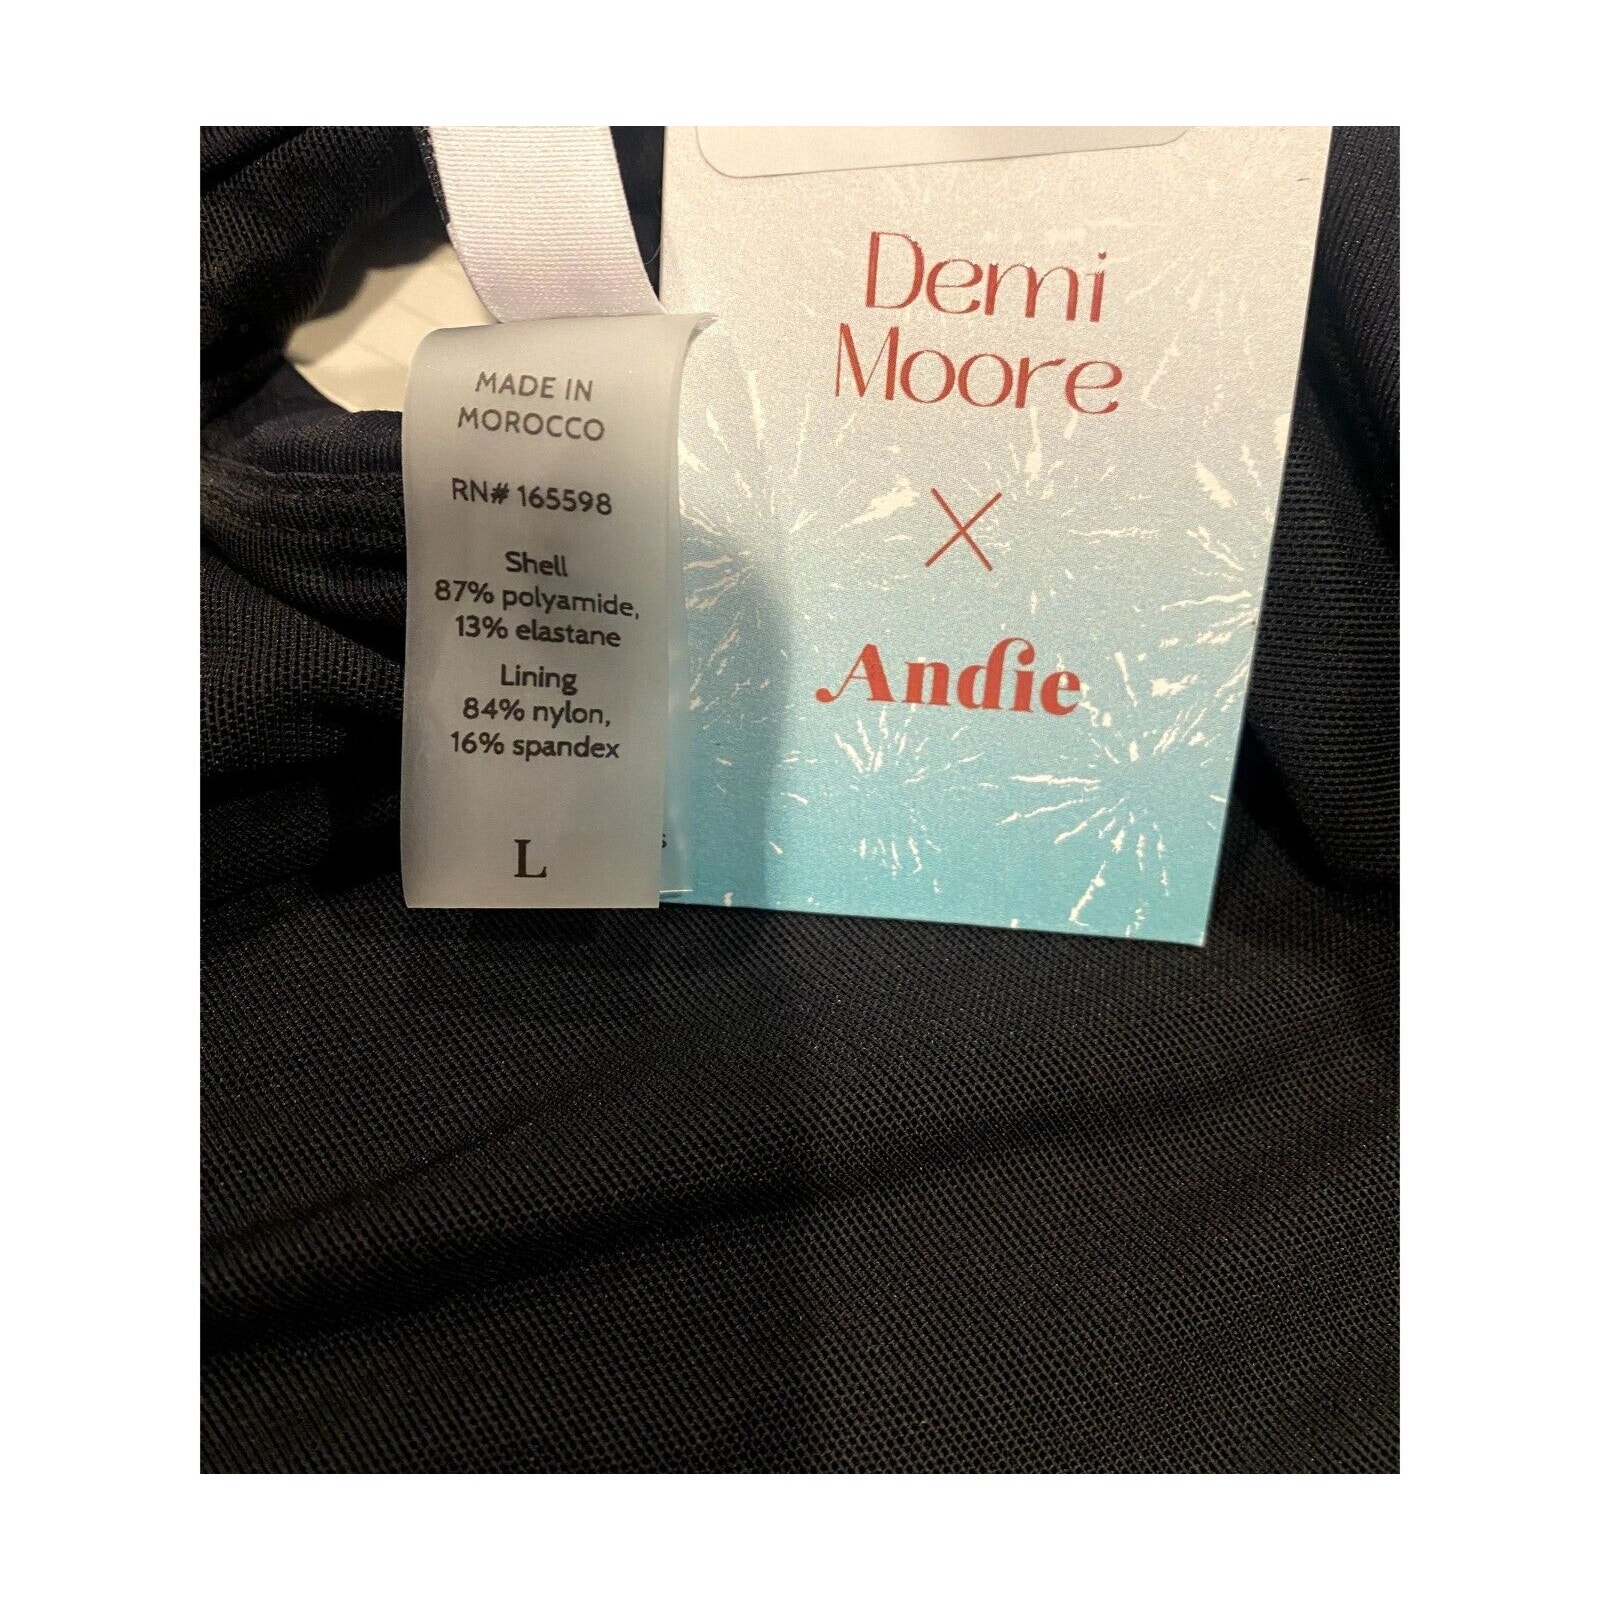 MADE IN
MOROCCO
RN# 165598
Shell
87% polyamide,
13% elastane
Lining
84% nylon,
16% spandex
L
Demi
Moore
X
Andie